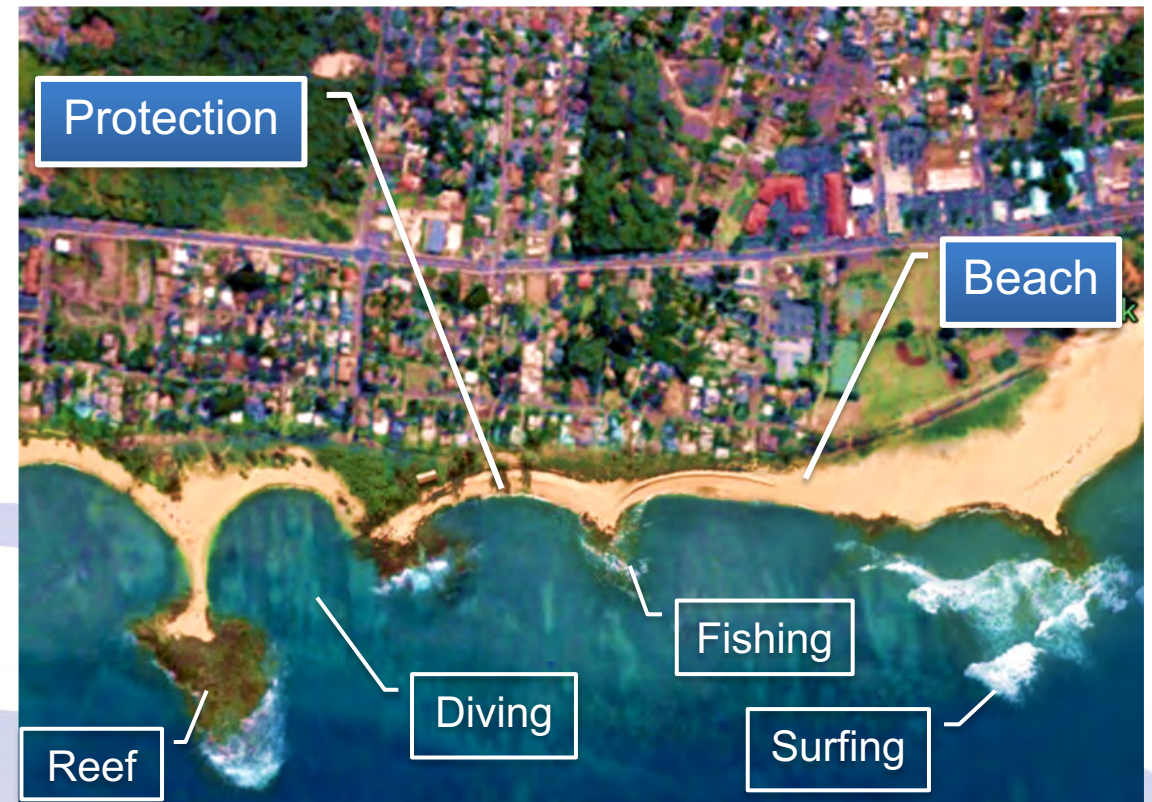 Protection
Beach
k
Fishing
Diving
Surfing
Reef